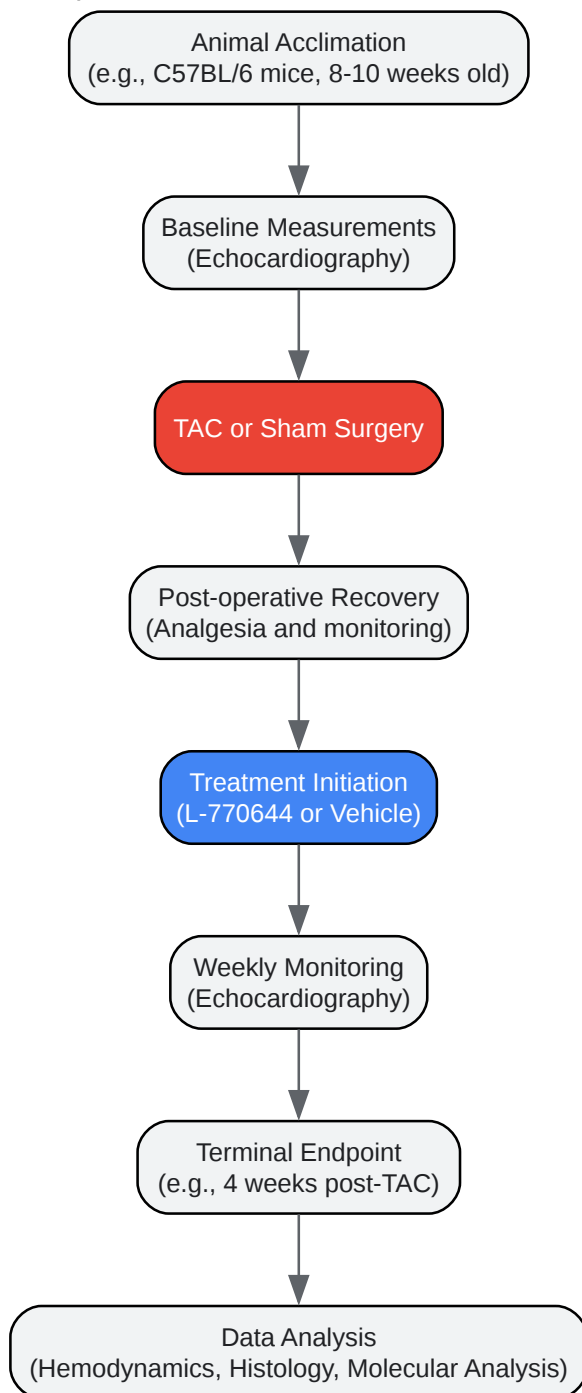 Animal Acclimation
(e.g., C57BL/6 mice, 8-10 weeks old)
Baseline Measurements
(Echocardiography)
TAC or Sham Surgery
Post-operative Recovery
(Analgesia and monitoring)
Treatment Initiation
(L-770644 or Vehicle)
Weekly Monitoring
(Echocardiography)
Terminal Endpoint
(e.g., 4 weeks post-TAC)
Data Analysis
(Hemodynamics, Histology, Molecular Analysis)